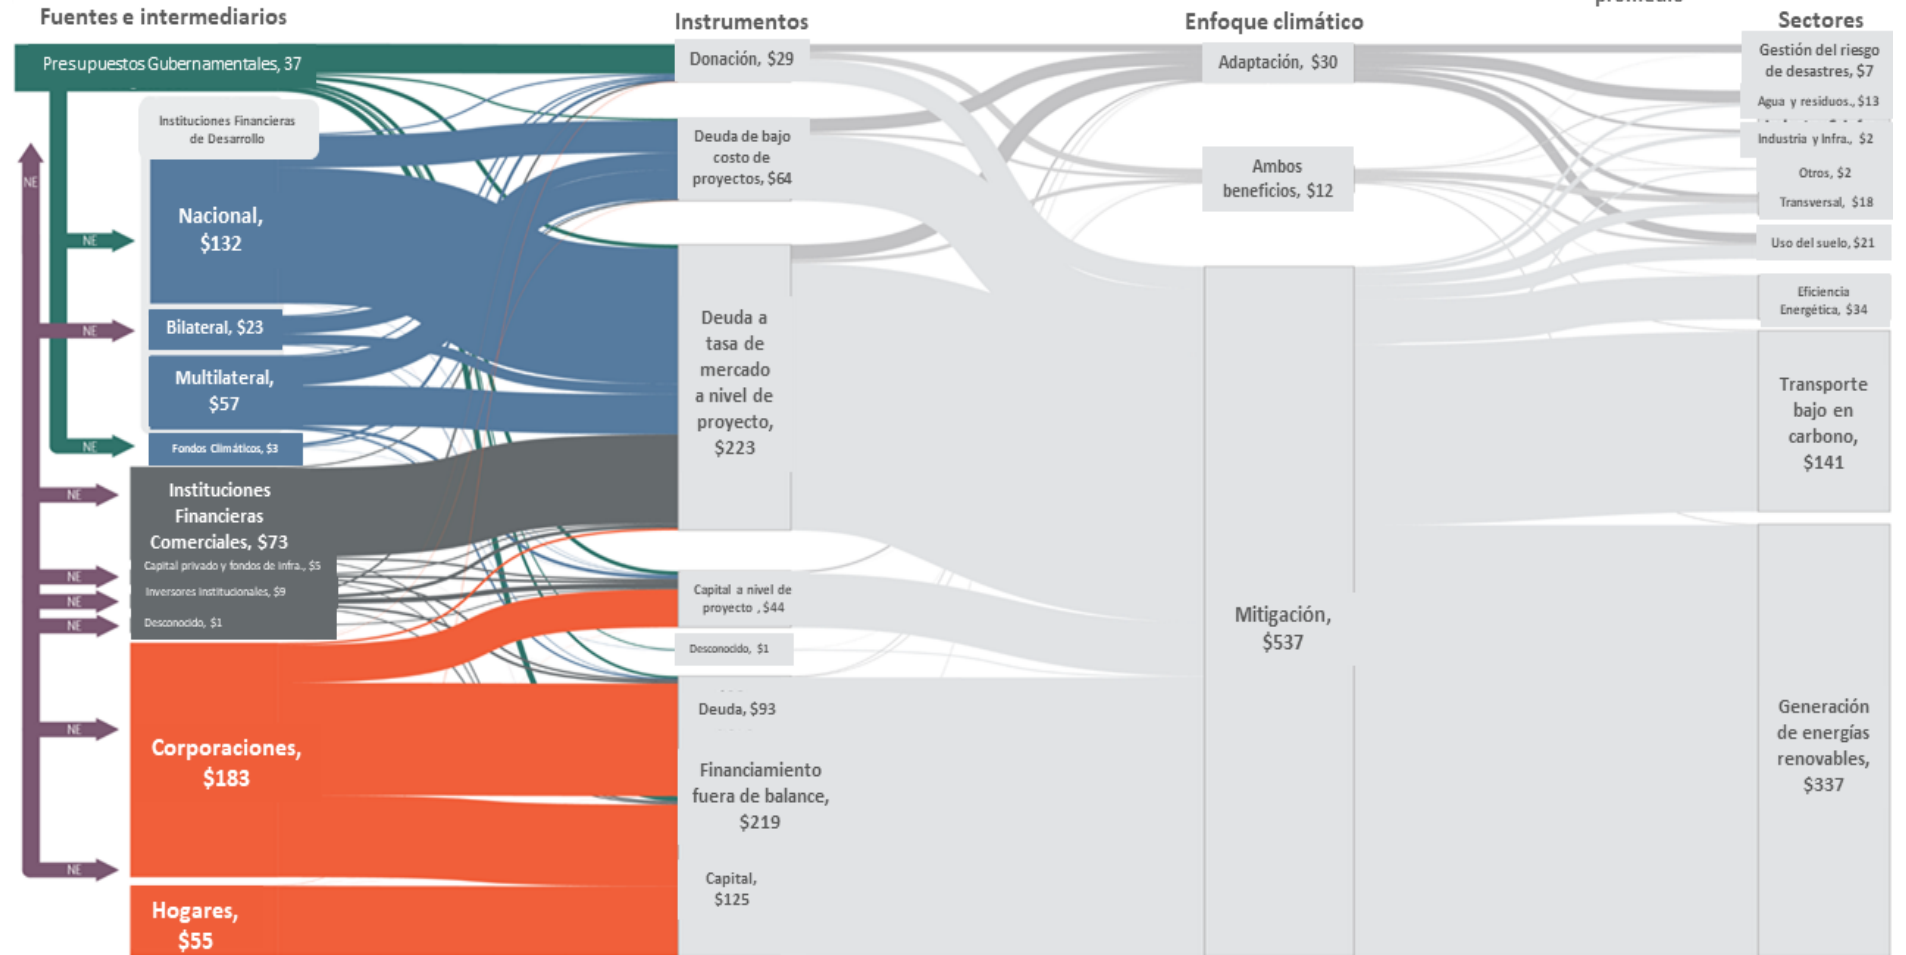 Fuentes e intermediarios
Instrumentos
Enfoque climático
Sectores
Presupuestos Gubernamentales, 37
Instituciones Financieras
de Desarrollo
NE
NE
Nacional,
$132
NE
Bilateral, $23
Multilateral,
$57
NE
Fondos Climáticos, $3
NE
Instituciones
Financieras
Comerciales, $73
NE
Capital privado y fondos de infra., $5
NE
Inversores institucionales, $9
NE
Desconocido, $1
NE
Corporaciones,
$183
NE
Hogares,
$55
Donación, $29
Deuda de bajo
costo de
proyectos, $64
Deuda a
tasa de
mercado
a nivel de
proyecto,
$223
Capital a nivel de
proyecto , $44
Desconocido, $1
Deuda, $93
Financiamiento
fuera de balance,
$219
Capital,
$125
Adaptación, $30
Ambos
beneficios, $12
Mitigación,
$537
Gestión del riesgo
de desastres, $7
Agua y residuos., $13
Industria y Infra., $2
Otros, $2
Transversal, $18
Uso del suelo, $21
Eficiencia
Energética, $34
Transporte
bajo en
carbono,
$141
Generación
de energías
renovables,
$337